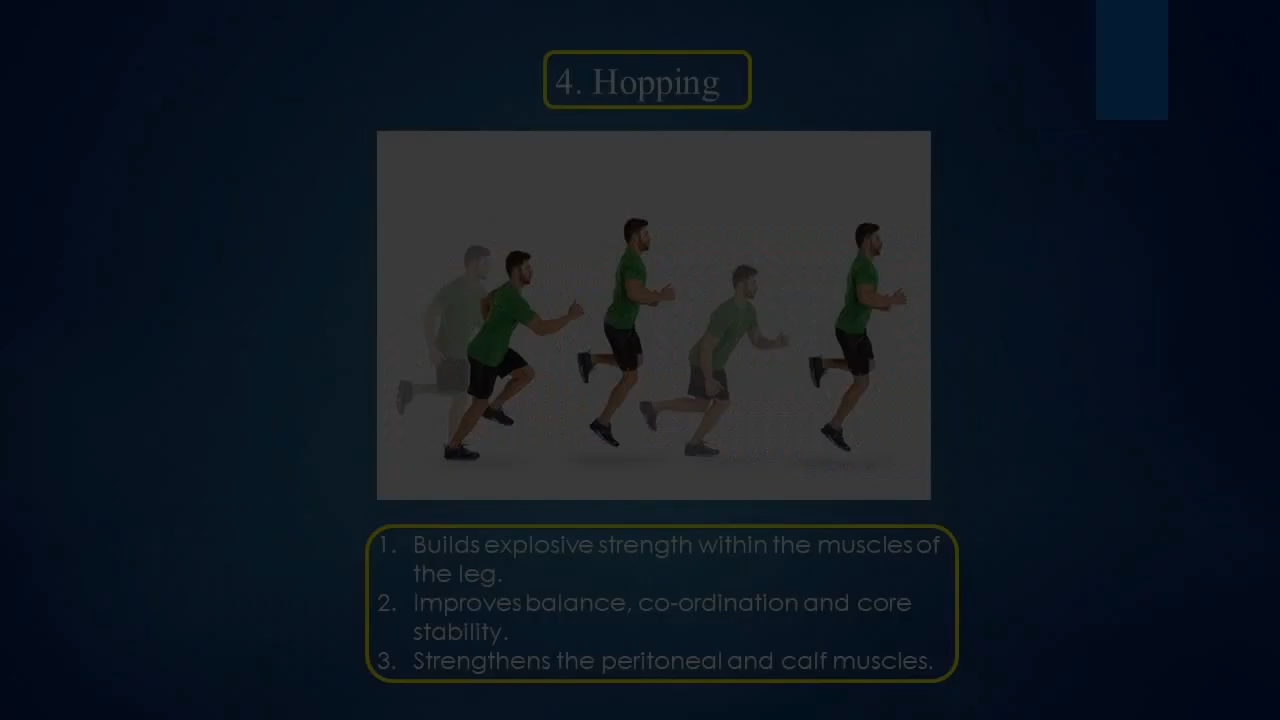 4. Hopping
1. Builds explosive strength within the muscles of
the leg.
2. Improves balance, co-ordination and core
stability.
3. Strengthens the peritoneal and calf muscles.